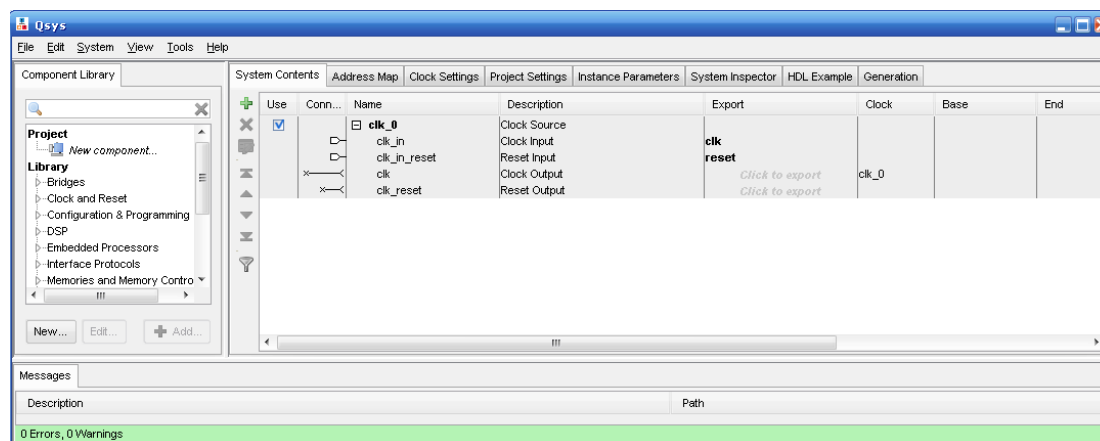 Qsys
File Edit System View Tools Help
Component Library
Project
New component...
Library
Bridges
Clock and Reset
Configuration & Programming
DSP
Embedded Processors
Interface Protocols
Memories and Memory Contro
New... Edit... Add...
System Contents Address Map Clock Settings Project Settings Instance Parameters System Inspector HDL Example Generation
Use Conn... Name Description Export Clock Base End
clk_0 Clock Source
clk_in Clock Input clk
clk_in_reset Reset Input reset
clk Clock Output Click to export clk_0
clk_reset Reset Output Click to export
Messages
Description Path
0 Errors, 0 Warnings